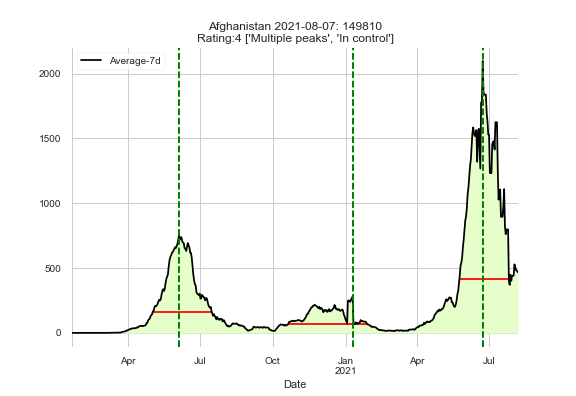 Afghanistan 2021-08-07: 149810
Rating:4 ['Multiple peaks', 'In control']
Average-7d
2000
1500
1000
500
0
Apr Jul Oct Jan Apr Jul
2021
Date